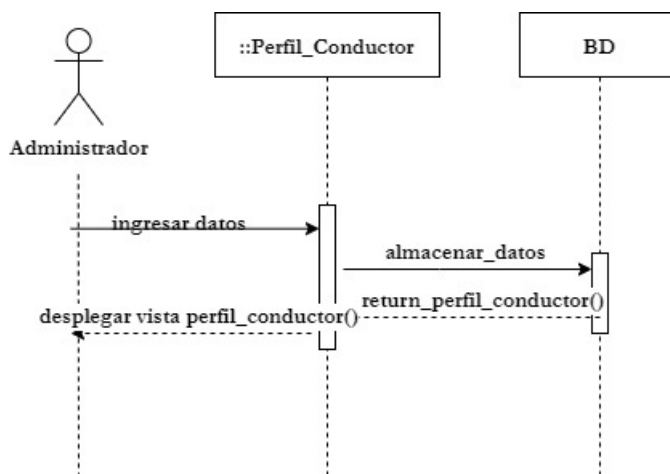 ::Perfil_Conductor
BD
Administrador
ingresar datos
almacenar_datos
return_perfil_conductor()
desplegar vista perfil_conductor()